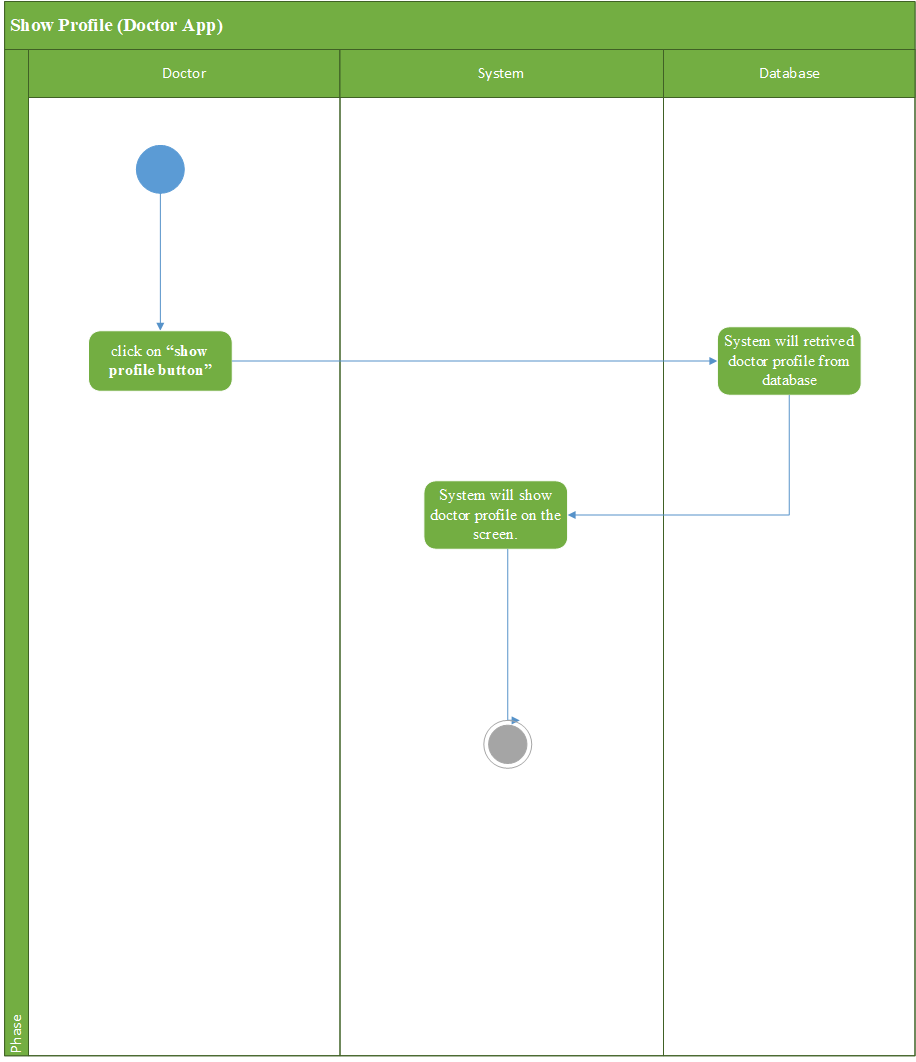 Show Profile (Doctor App)
Doctor
System
Database
click on “show
profile button”
System will retrived
doctor profile from
database
System will show
doctor profile on the
screen.
Phase